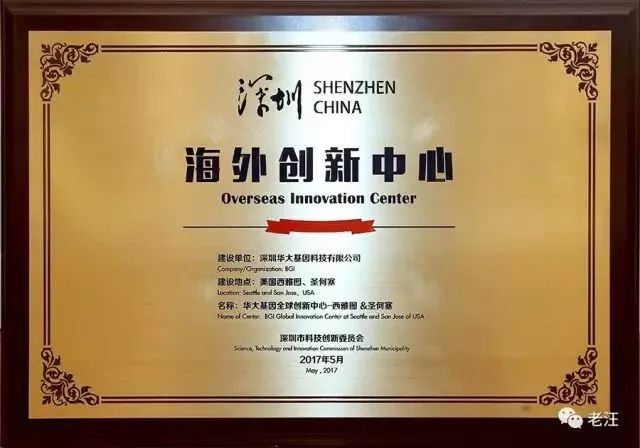 深圳 SHENZHEN
CHINA
海外创新中心
Overseas Innovation Center
建设单位：深圳华大基因科技有限公司
Company/Organization: BGI
建设地点：美国西雅图、圣何塞
Location: Seattle and San Jose，USA
名称：华大基因全球创新中心-西雅图 &圣何塞
Name of Center: BGI Global Innovation Center at Seattle and San Jose of USA
深圳市科技创新委员会
Science, Technology and Innovation Commission of Shenzhen Municipality
2017年5月
May , 2017
老汪